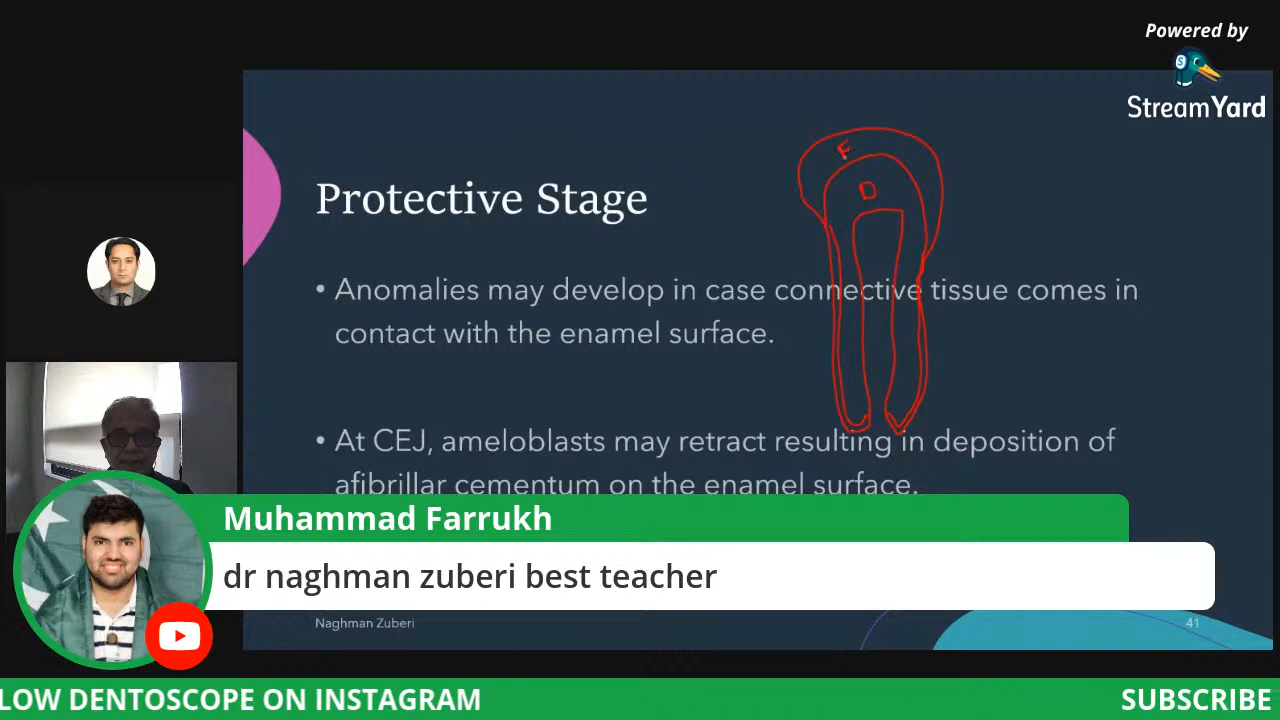 Powered by
StreamYard
E
D
Protective Stage
• Anomalies may develop in case connective tissue comes in
contact with the enamel surface.
• At CEJ, ameloblasts may retract resulting in deposition of
afibrillar cementum on the enamel surface.
Muhammad Farrukh
dr naghman zuberi best teacher
Naghman Zuberi
41
LOW DENTOSCOPE ON INSTAGRAM
SUBSCRIBE